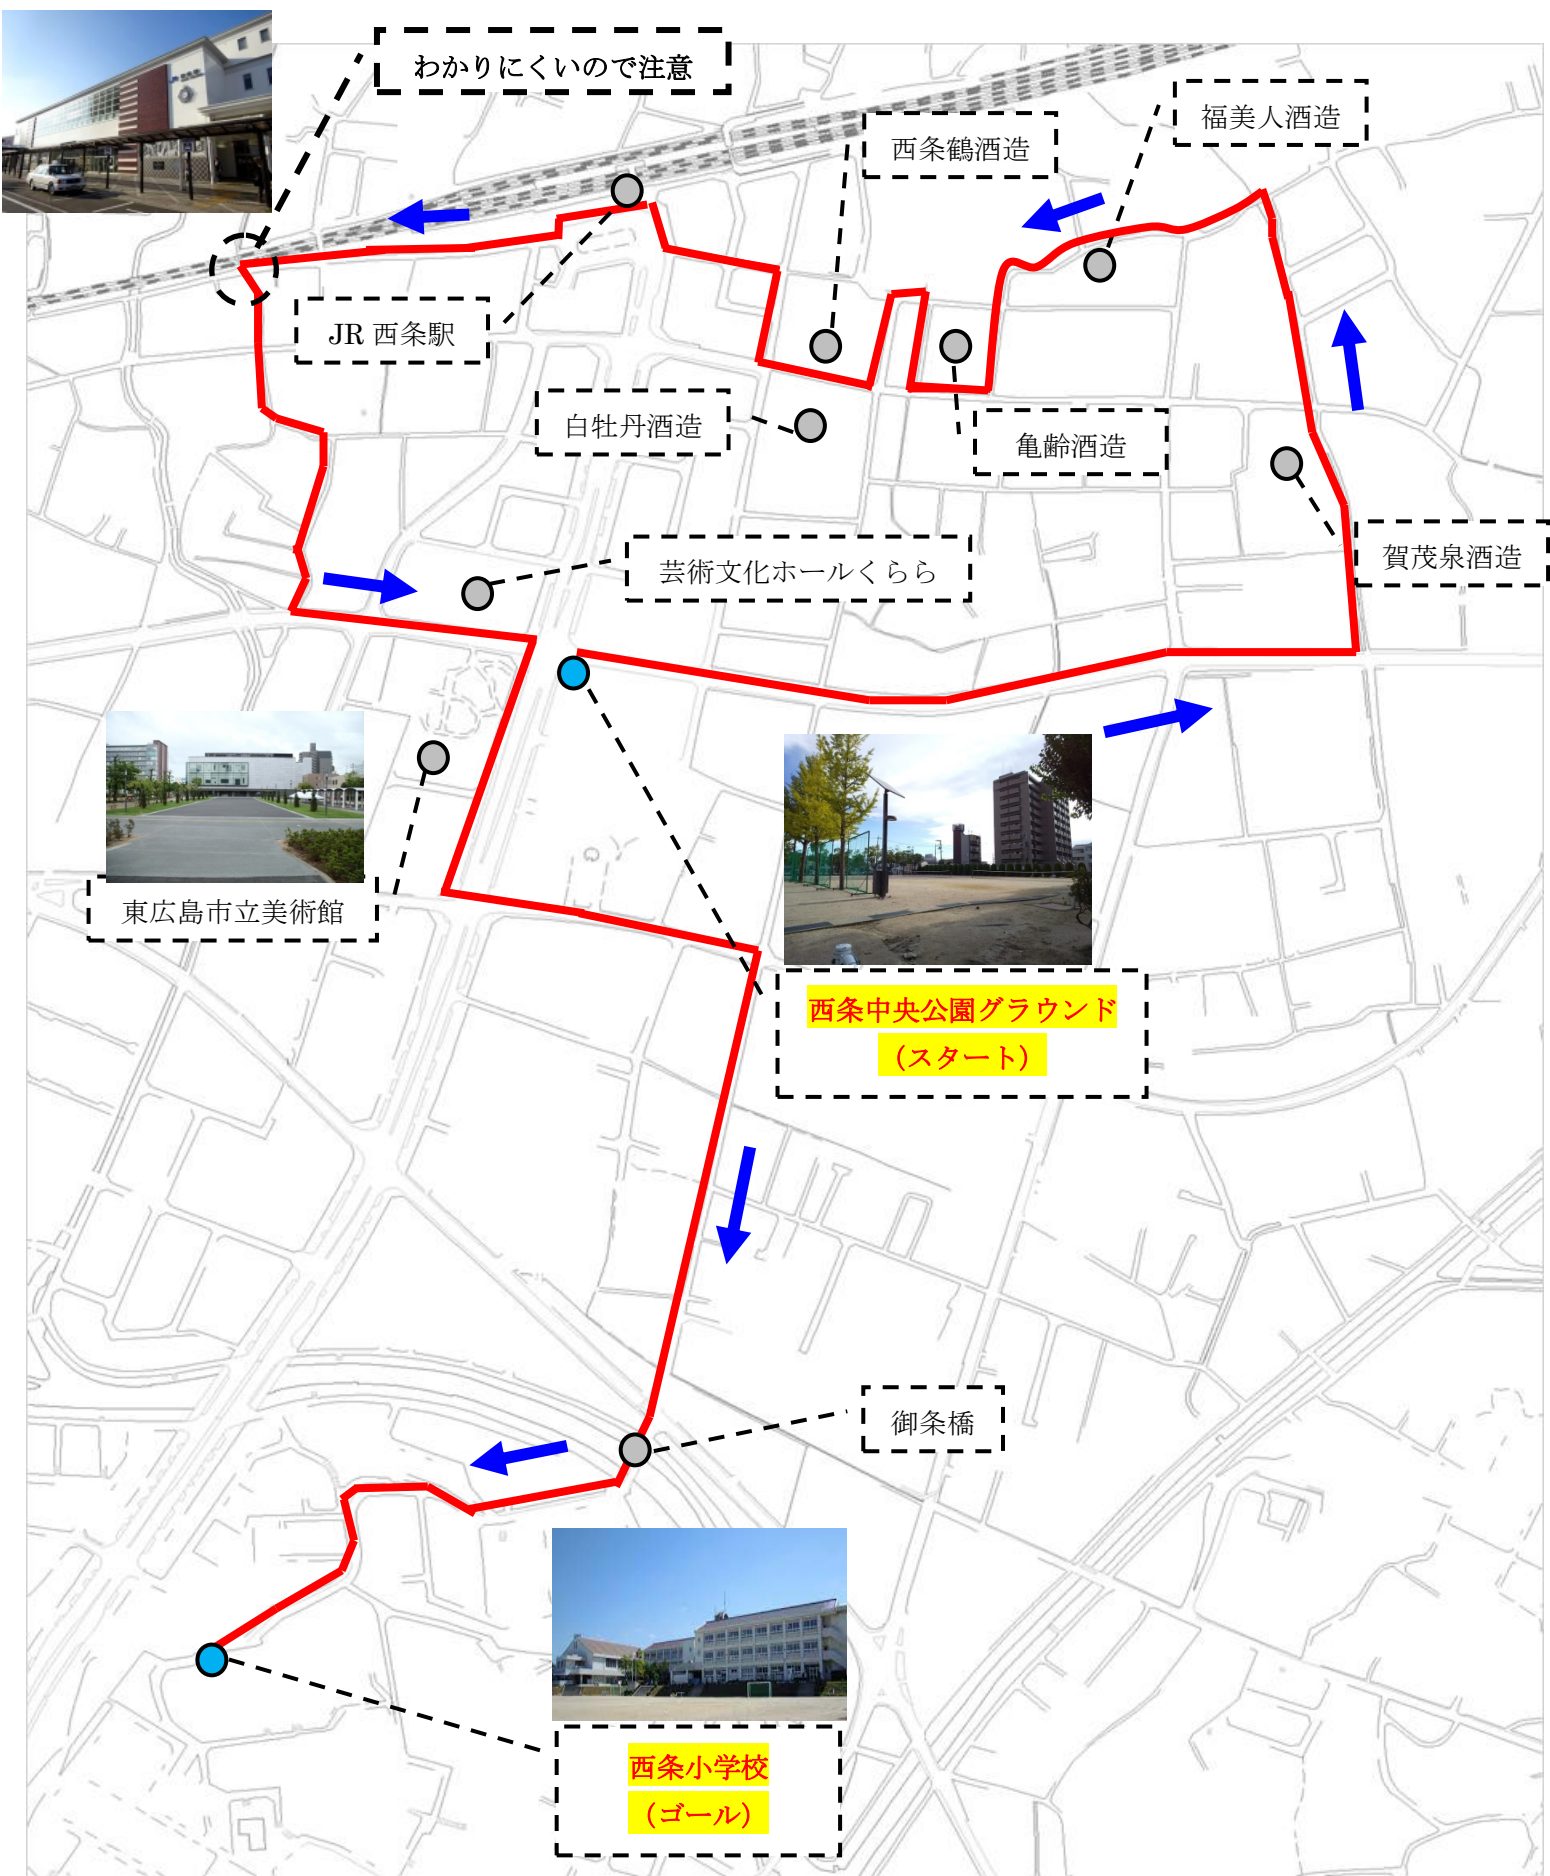 わかりにくいので注意
福美人酒造
西条鶴酒造
JR 西条駅
白牡丹酒造
亀齢酒造
賀茂泉酒造
芸術文化ホールくらら
東広島市立美術館
西条中央公園グラウンド
（スタート）
御条橋
西条小学校
（ゴール）